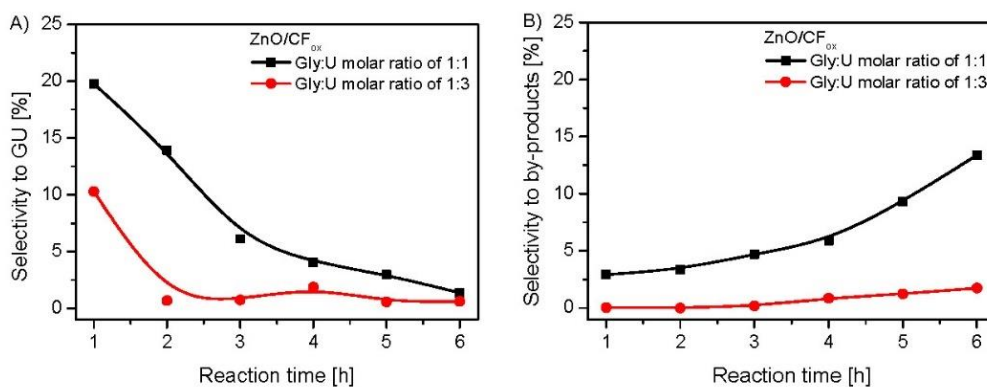 A)
ZnO/CFox
Gly:U molar ratio of 1:1
Gly:U molar ratio of 1:3
Selectivity to GU [%]
25
20
15
10
5
0
1 2 3 4 5 6
Reaction time [h]
B)
ZnO/CFox
Gly:U molar ratio of 1:1
Gly:U molar ratio of 1:3
Selectivity to by-products [%]
25
20
15
10
5
0
1 2 3 4 5 6
Reaction time [h]